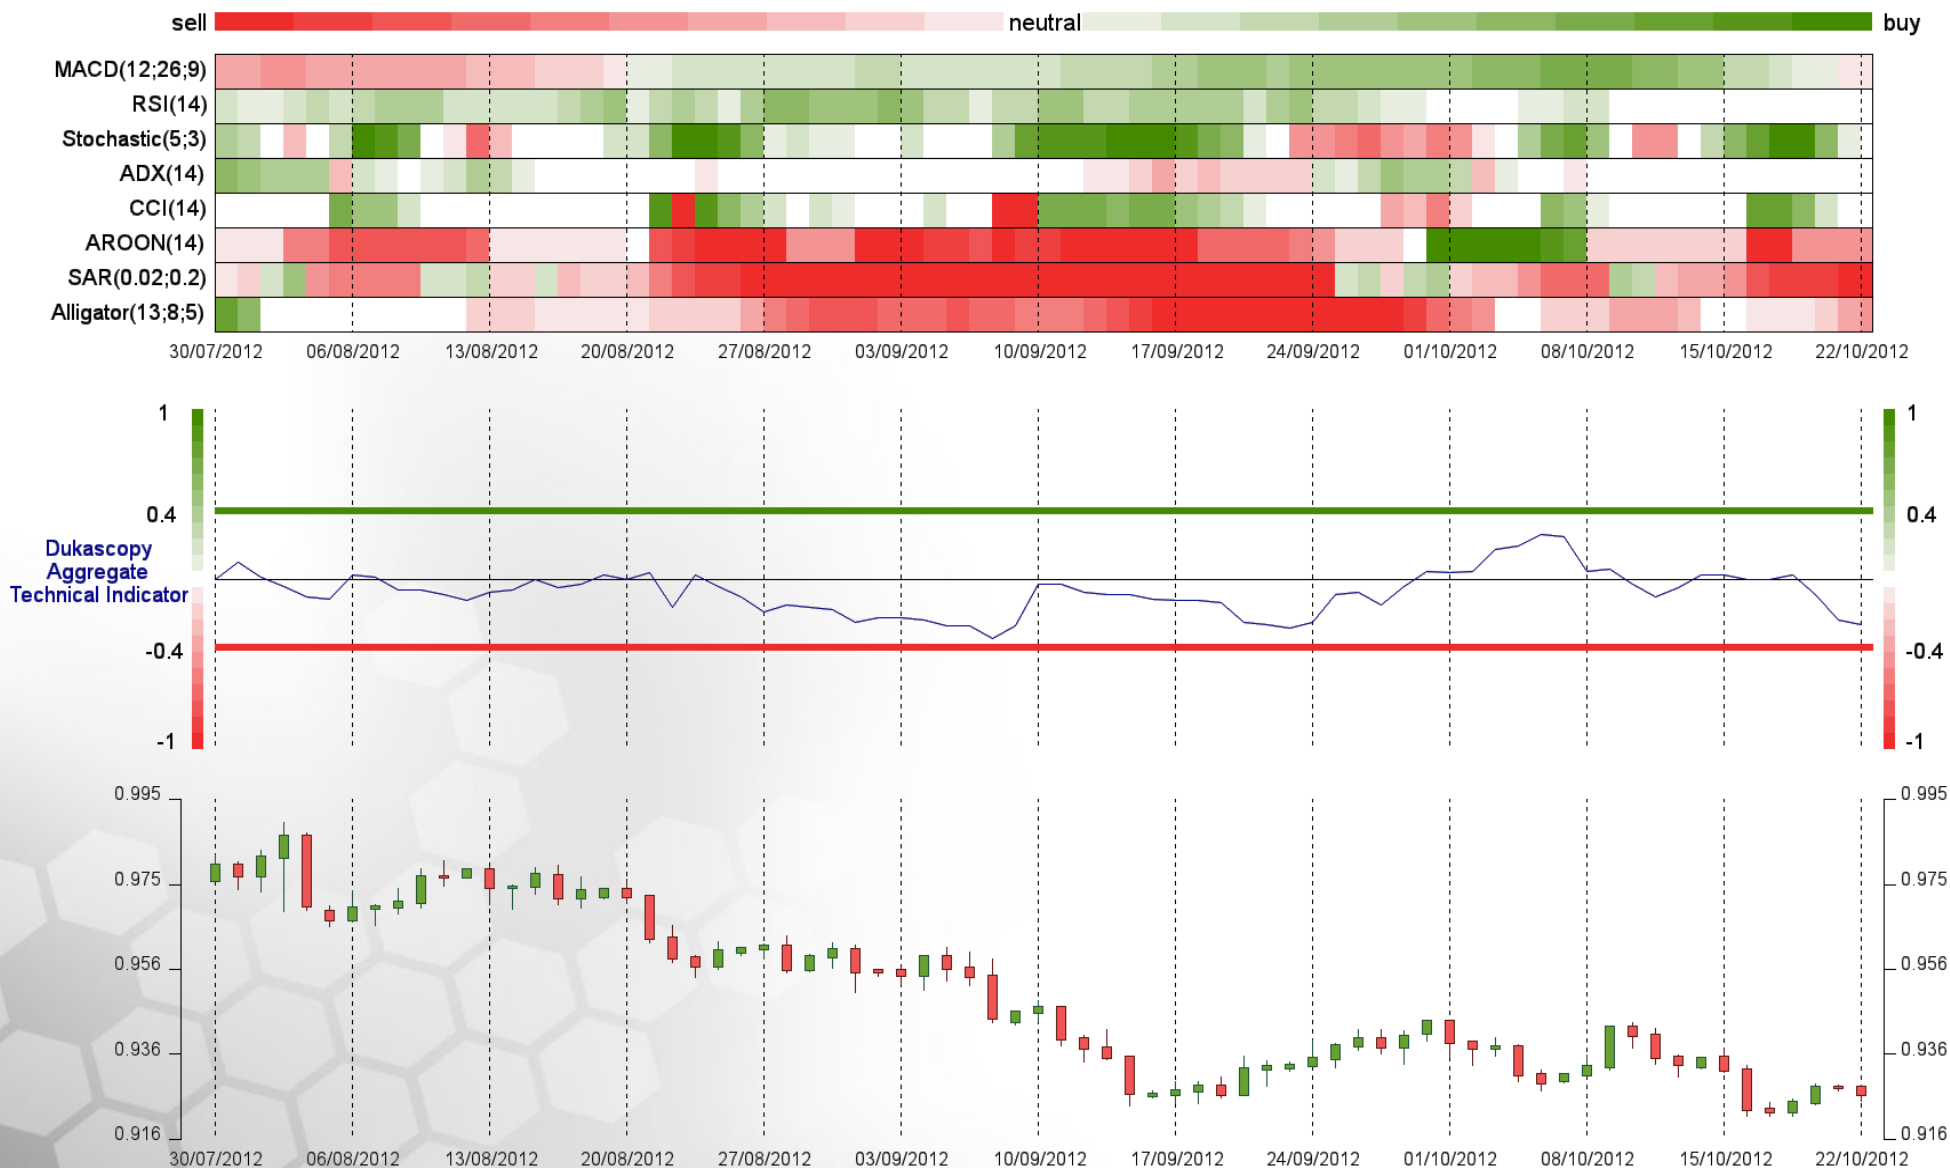 sell neutral buy
MACD(12;26;9)
RSI(14)
Stochastic(5;3)
ADX(14)
CCI(14)
AROON(14)
SAR(0.02;0.2)
Alligator(13;8;5)
30/07/2012 06/08/2012 13/08/2012 20/08/2012 27/08/2012 03/09/2012 10/09/2012 17/09/2012 24/09/2012 01/10/2012 08/10/2012 15/10/2012 22/10/2012
1 1
0.4 0.4
Dukascopy
Aggregate
Technical Indicator
-0.4 -0.4
-1 -1
0.995 0.995
0.975 0.975
0.956 0.956
0.936 0.936
0.916 0.916
30/07/2012 06/08/2012 13/08/2012 20/08/2012 27/08/2012 03/09/2012 10/09/2012 17/09/2012 24/09/2012 01/10/2012 08/10/2012 15/10/2012 22/10/2012